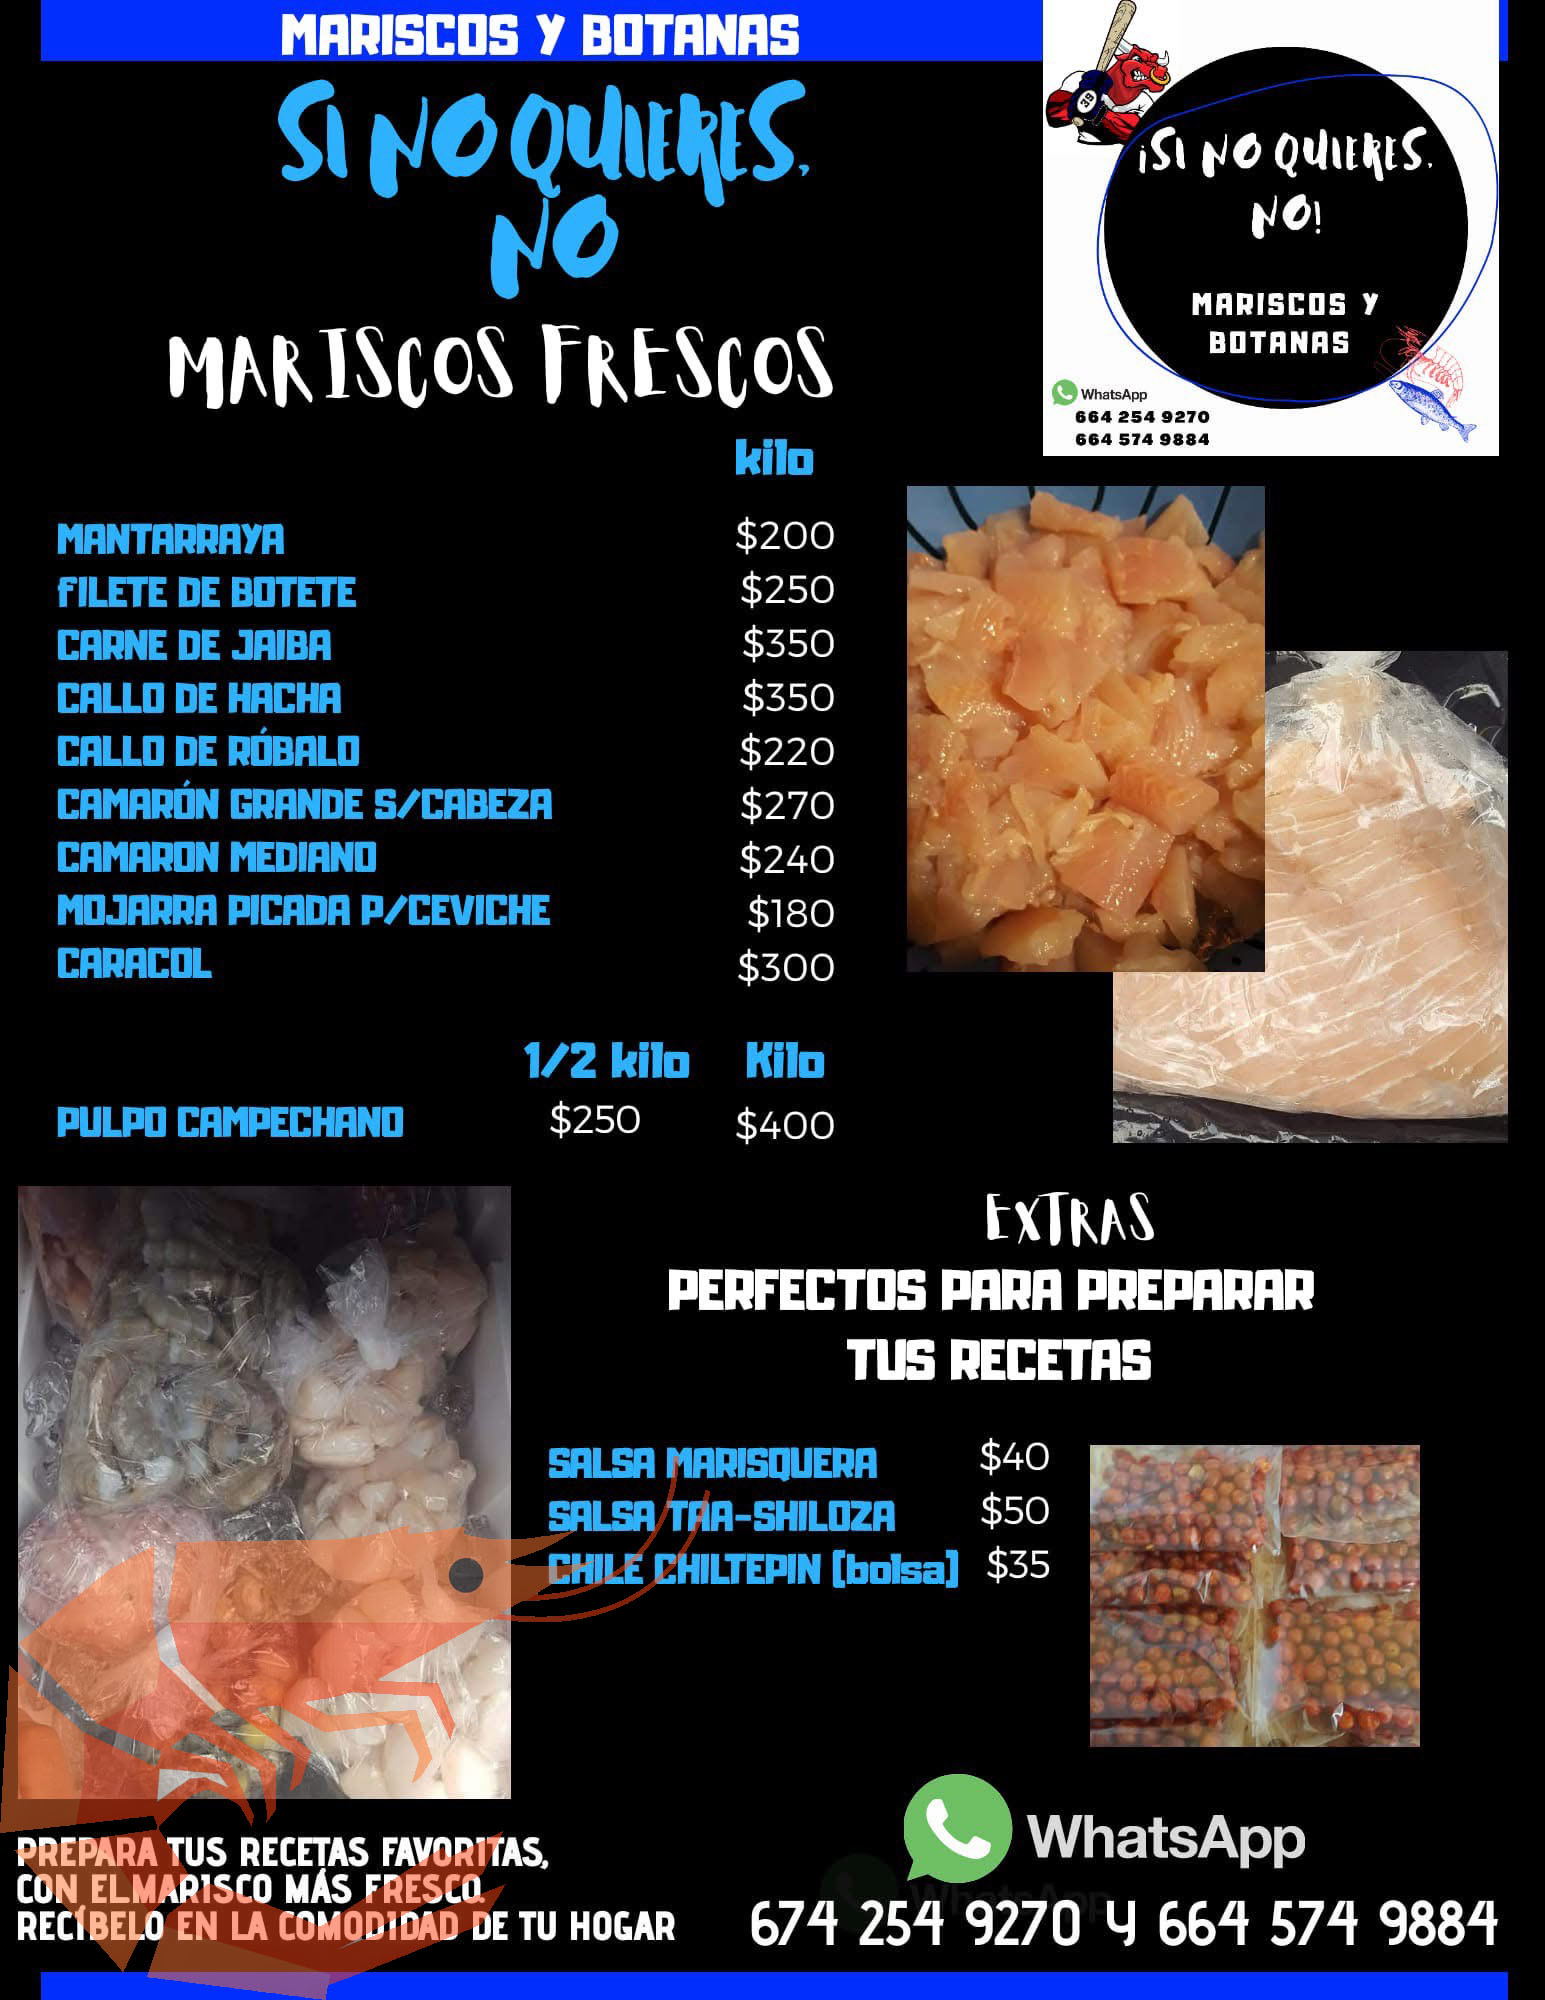 MARISCOS Y BOTANAS
SI NO QUIERES,
NO
¡SI NO QUIERES,
NO!
MARISCOS Y
BOTANAS
WhatsApp
664 254 9270
664 574 9884
39
MARISCOS FRESCOS
kilo
MANTARRAYA $200
fILETE DE BOTETE $250
CARNE DE JAIBA $350
CALLO DE HACHA $350
CALLO DE RÓBALO $220
CAMARÓN GRANDE S/CABEZA $270
CAMARON MEDIANO $240
MOJARRA PICADA P/CEVICHE $180
CARACOL $300
1/2 kilo Kilo
PULPO CAMPECHANO $250 $400
EXTRAS
PERFECTOS PARA PREPARAR
TUS RECETAS
SALSA MARISQUERA $40
SALSA TAA-SHILOZA $50
CHILE CHILTEPIN (bolsa) $35
PREPARA TUS RECETAS FAVORITAS,
CON EL MARISCO MÁS FRESCO,
RECÍBELO EN LA COMODIDAD DE TU HOGAR
WhatsApp
WhatsApp
674 254 9270 Y 664 574 9884